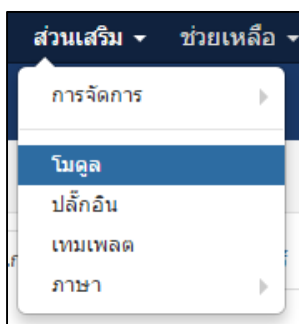 ส่วนเสริม ช่วยเหลือ
การจัดการ
โมดูล
ปลั๊กอิน
เทมเพลต
ภาษา